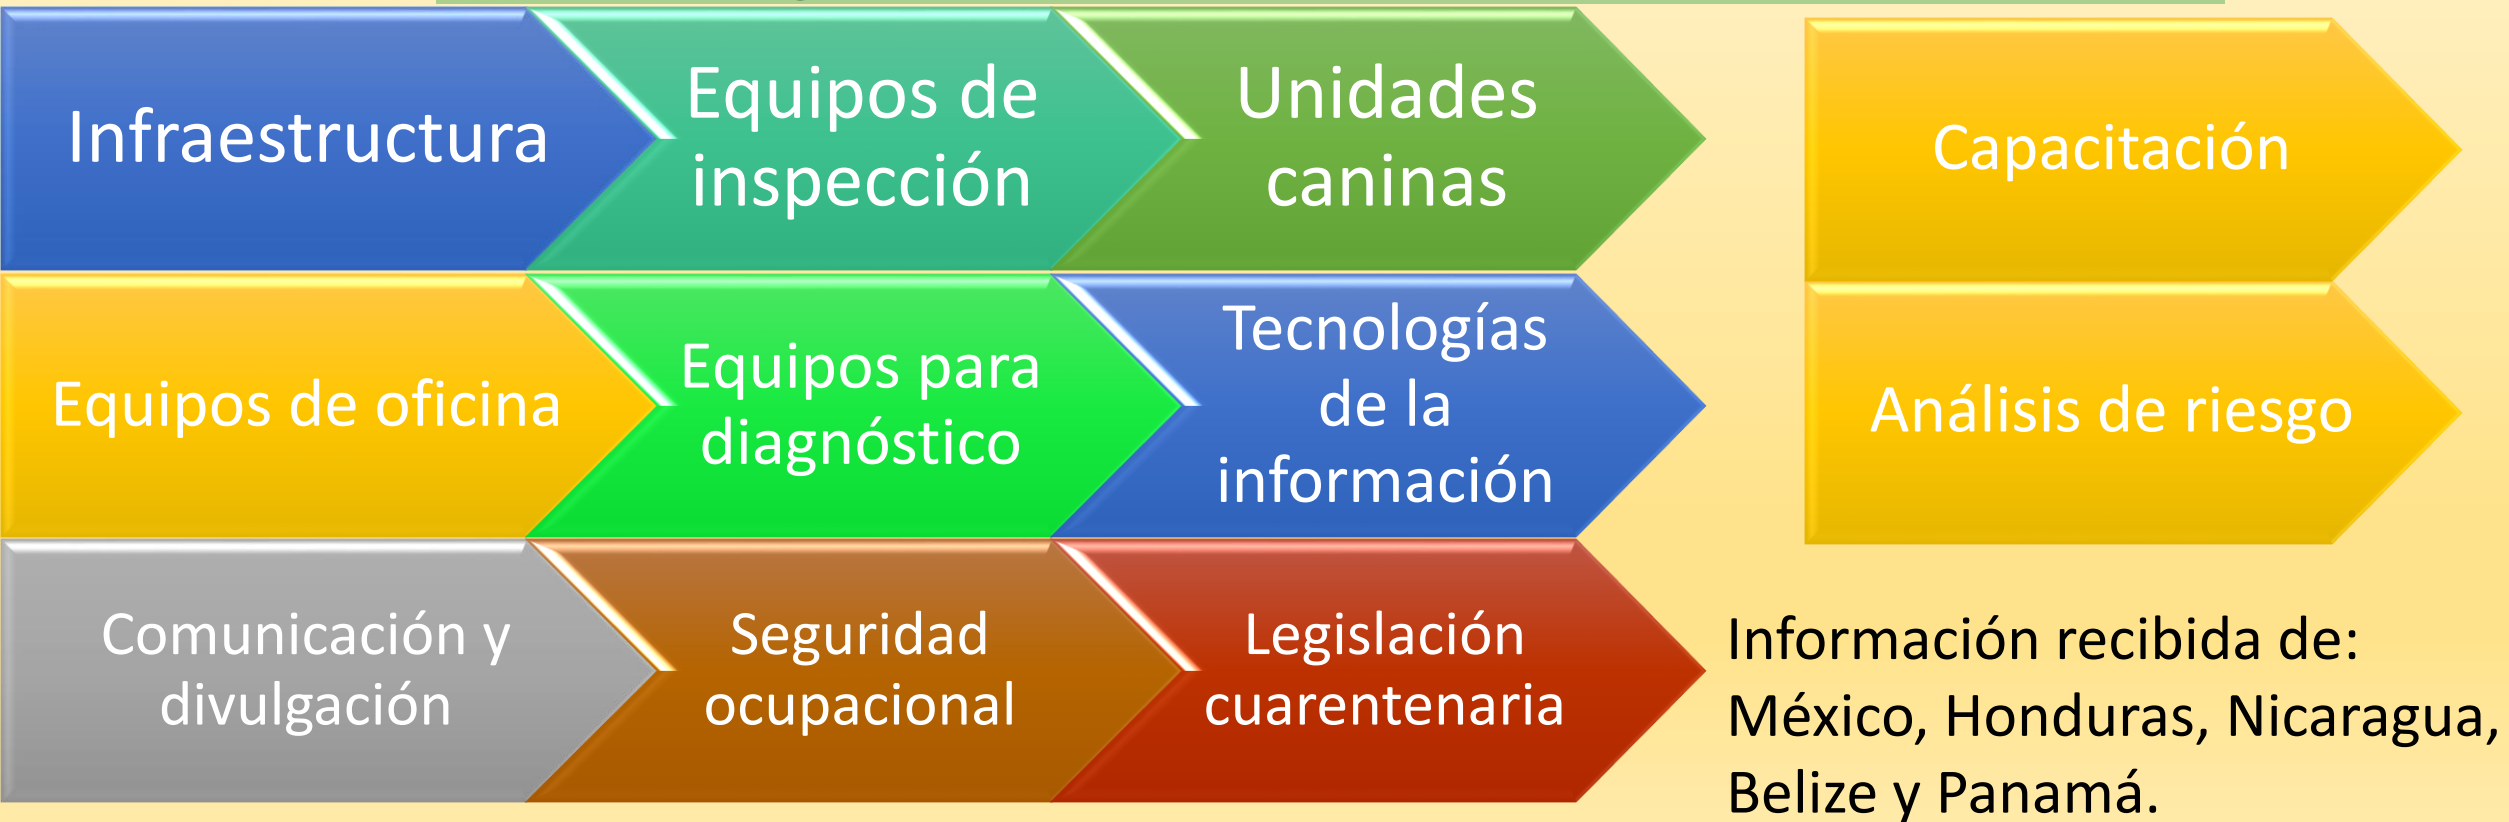 Infraestructura
Equipos de
inspección
Unidades
caninas
Capacitación
Equipos de oficina
Equipos para
diagnóstico
Tecnologías
de la
información
Análisis de riesgo
Comunicación y
divulgación
Seguridad
ocupacional
Legislación
cuarentenaria
Información recibida de:
México, Honduras, Nicaragua,
Belize y Panamá.